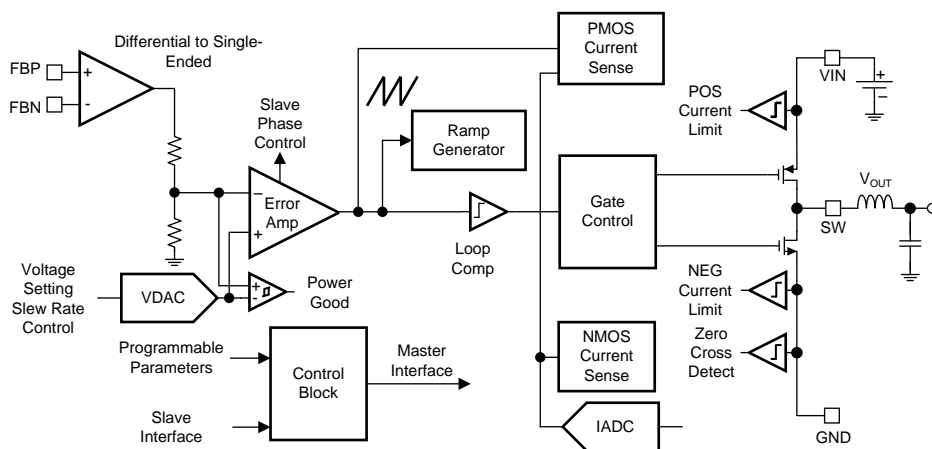 Differential to Single-
Ended
FBP
FBN
+
-
Slave
Phase
Control
Ramp
Generator
PMOS
Current
Sense
VIN
+
−
POS
Current
Limit
−
Error
Amp
+
Loop
Comp
Gate
Control
VOUT
SW
Voltage
Setting
Slew Rate
Control
VDAC
+
-
Power
Good
NEG
Current
Limit
Zero
Cross
Detect
Programmable
Parameters
Slave
Interface
Control
Block
Master
Interface
NMOS
Current
Sense
IADC
GND